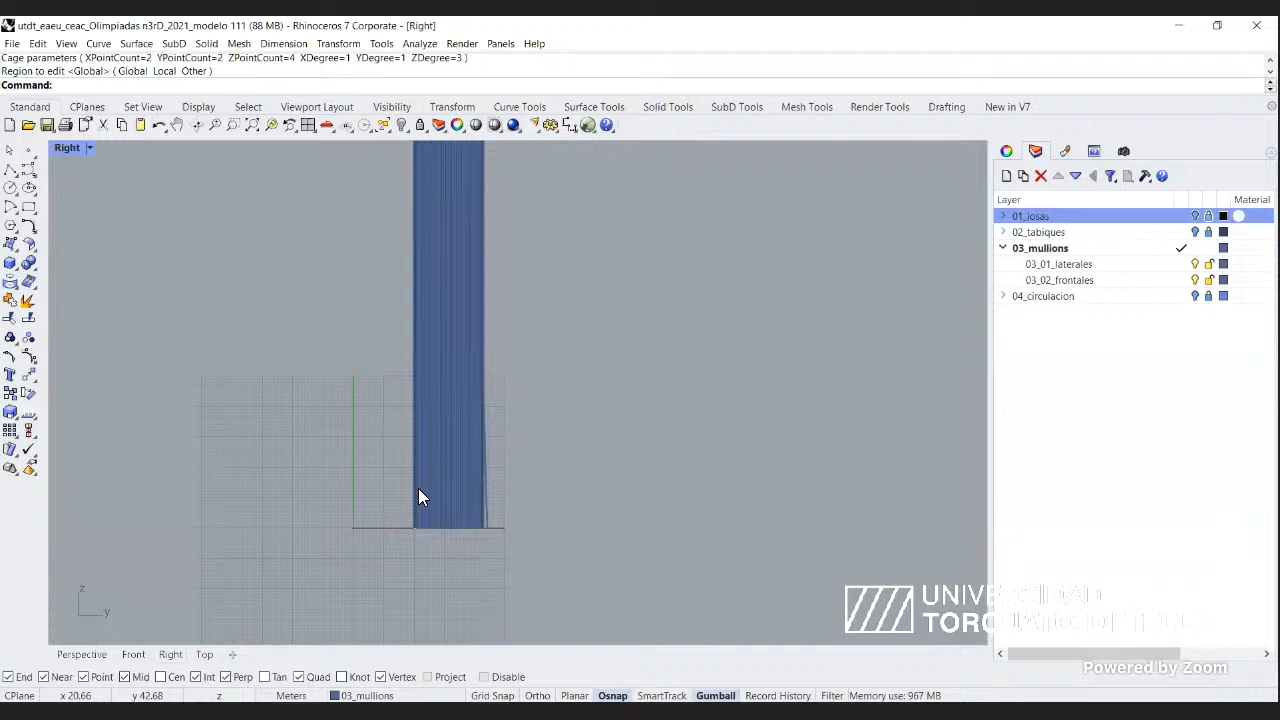 utdt_eaeu_ceac_Olimpiadas n3rD_2021_modelo 111 (88 MB) - Rhinoceros 7 Corporate - [Right]
File Edit View Curve Surface SubD Solid Mesh Dimension Transform Tools Analyze Render Panels Help
Cage parameters ( XPointCount=2 YPointCount=2 ZPointCount=4 XDegree=1 YDegree=1 ZDegree=3 )
Region to edit <Global> ( Global Local Other )
Command:
Standard CPlanes Set View Display Select Viewport Layout Visibility Transform Curve Tools Surface Tools Solid Tools SubD Tools Mesh Tools Render Tools Drafting New in V7
Right
Layer Material
01_losas
02_tabiques
03_mullions
03_01_laterales
03_02_frontales
04_circulacion
z
y
UNIVERSIDAD
TORCUATO DI TELLA
Perspective Front Right Top
Powered by Zoom
End Near Point Mid Cen Int Perp Tan Quad Knot Vertex Project Disable
CPlane x 20.66 y 42.68 z Meters 03_mullions Grid Snap Ortho Planar Osnap SmartTrack Gumball Record History Filter Memory use: 967 MB